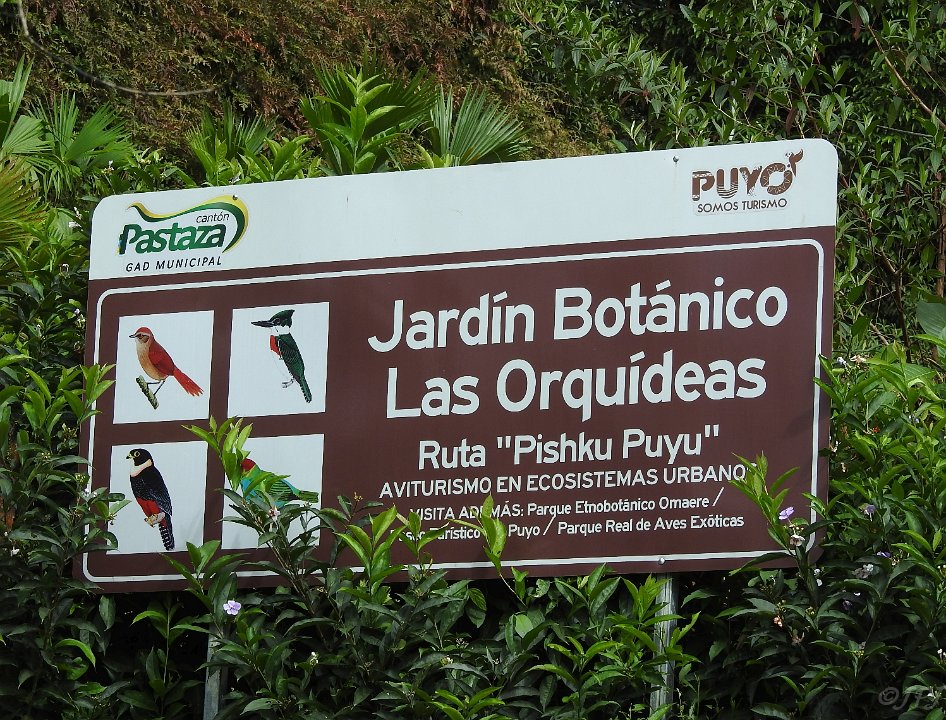 cantón
Pastaza
GAD MUNICIPAL
PUYO
SOMOS TURISMO
Jardín Botánico
Las Orquídeas
Ruta "Pishku Puyu"
AVITURISMO EN ECOSISTEMAS URBANO
VISITA ADEMÁS: Parque Etnobotánico Omaere /
Puyo / Parque Real de Aves Exóticas